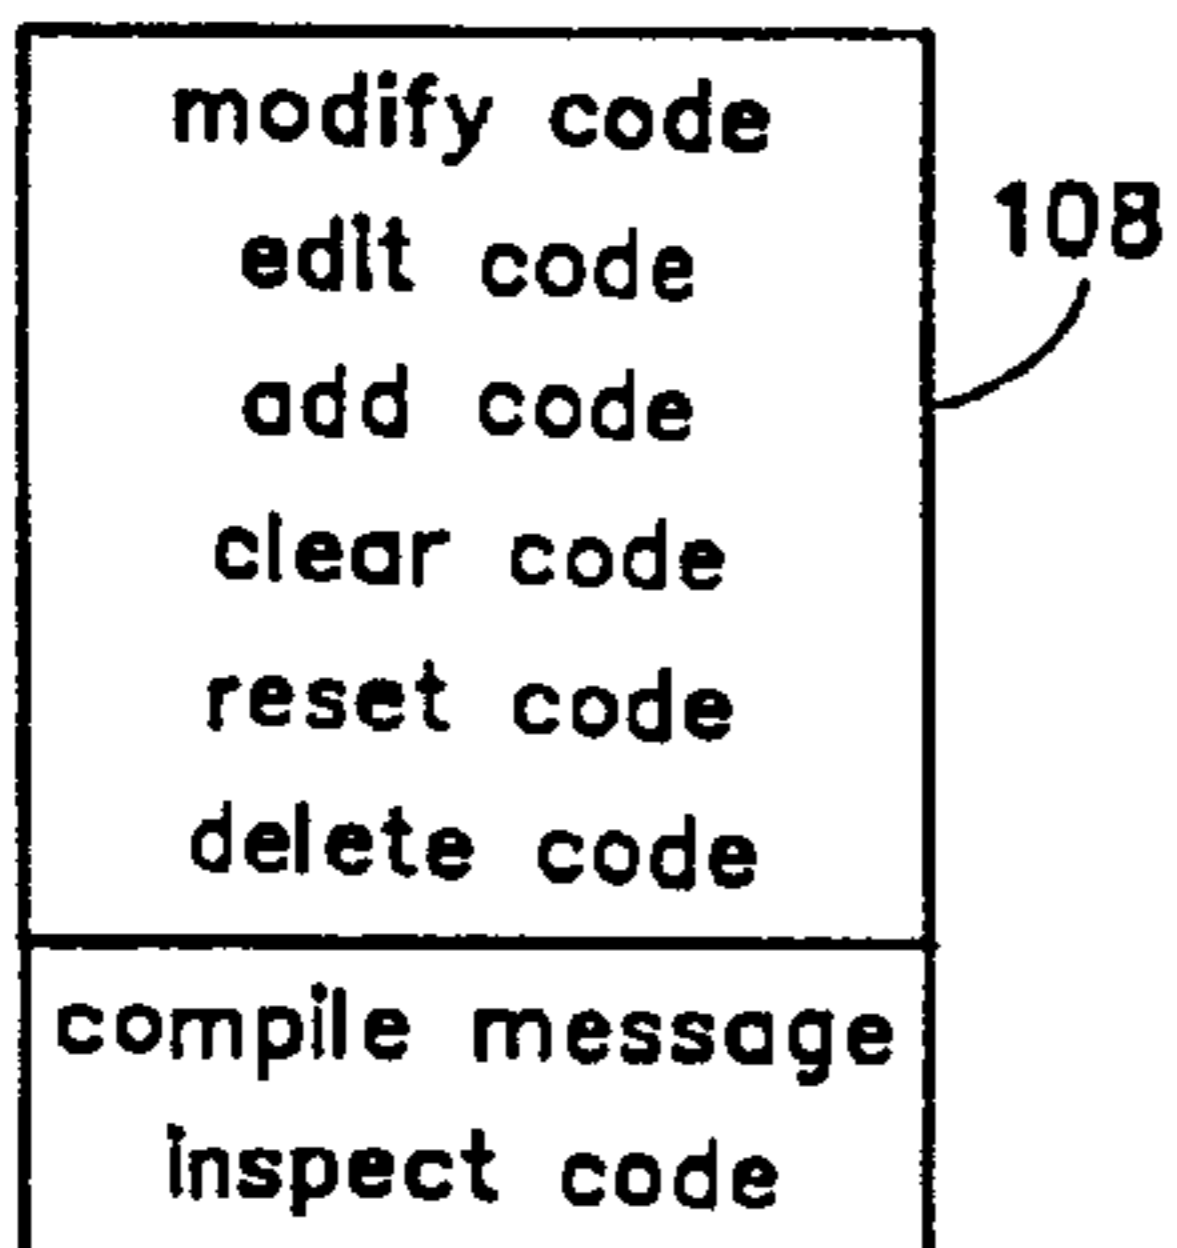 modify code
108
edit code
add code
clear code
reset code
delete code
compile message
inspect code